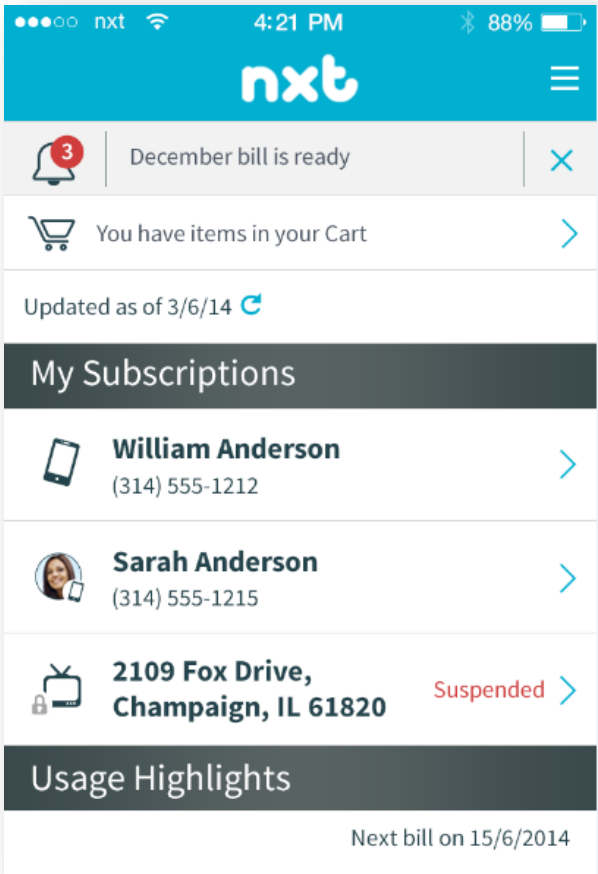 nxt 4:21 PM 88%
nxt
3 December bill is ready
You have items in your Cart
Updated as of 3/6/14
My Subscriptions
William Anderson
(314) 555-1212
Sarah Anderson
(314) 555-1215
2109 Fox Drive,
Champaign, IL 61820
Suspended
Usage Highlights
Next bill on 15/6/2014